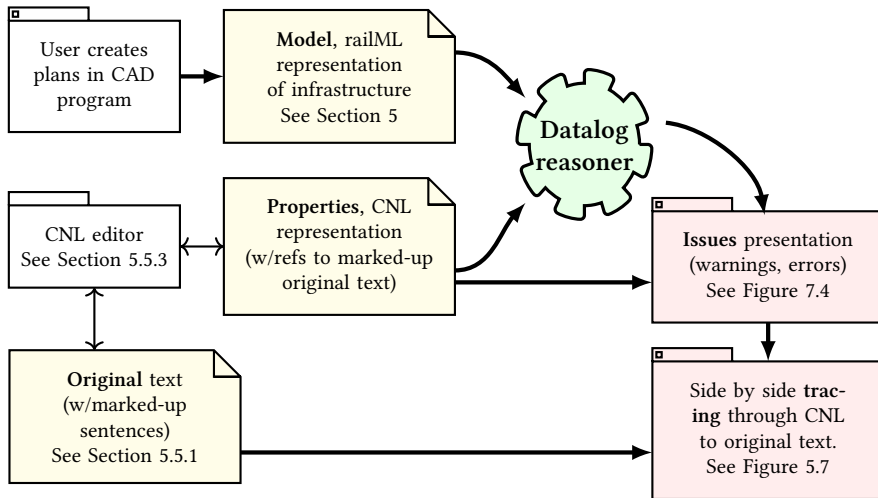 User creates
plans in CAD
program
Model, railML
representation
of infrastructure
See Section 5
Datalog
reasoner
CNL editor
See Section 5.5.3
Properties, CNL
representation
(w/refs to marked-up
original text)
Issues presentation
(warnings, errors)
See Figure 7.4
Original text
(w/marked-up
sentences)
See Section 5.5.1
Side by side trac-
ing through CNL
to original text.
See Figure 5.7